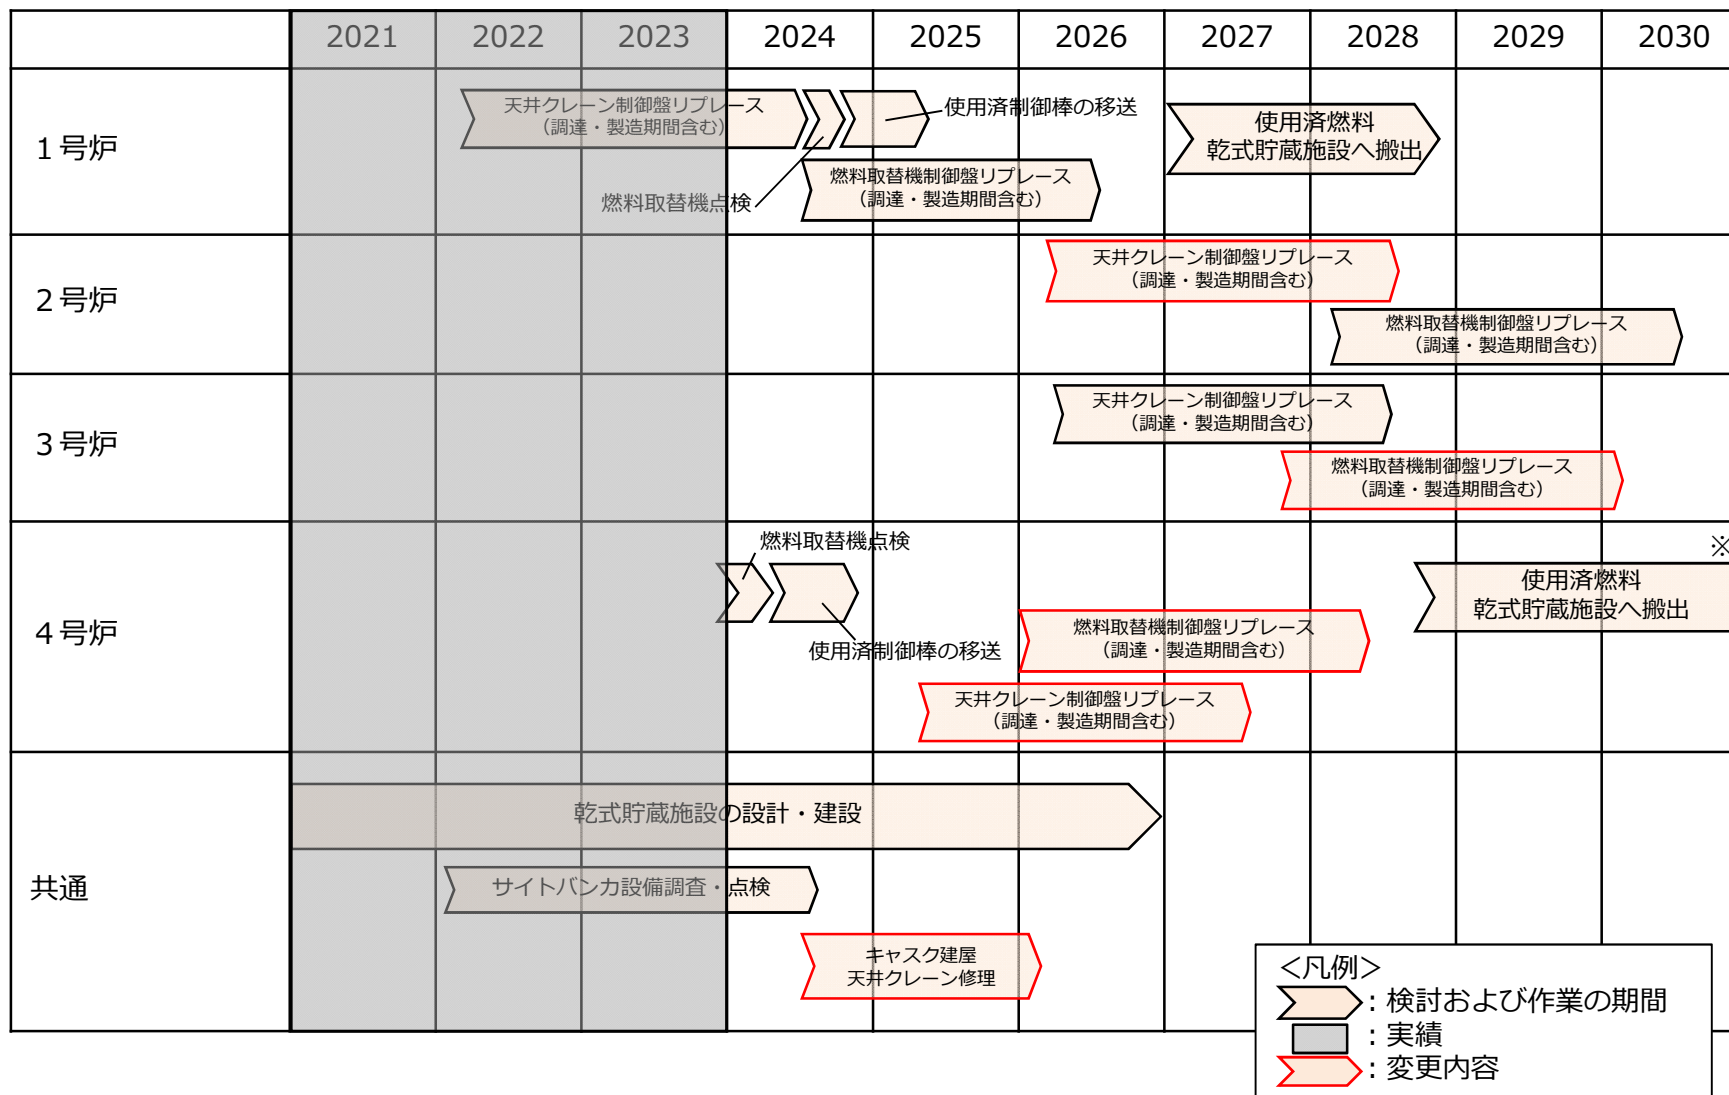 2021 2022 2023 2024 2025 2026 2027 2028 2029 2030
１号炉
天井クレーン制御盤リプレース
（調達・製造期間含む）
使用済制御棒の移送
燃料取替機点検
燃料取替機制御盤リプレース
（調達・製造期間含む）
使用済燃料
乾式貯蔵施設へ搬出
２号炉
天井クレーン制御盤リプレース
（調達・製造期間含む）
燃料取替機制御盤リプレース
（調達・製造期間含む）
３号炉
天井クレーン制御盤リプレース
（調達・製造期間含む）
燃料取替機制御盤リプレース
（調達・製造期間含む）
４号炉
燃料取替機点検
使用済制御棒の移送
※
使用済燃料
乾式貯蔵施設へ搬出
燃料取替機制御盤リプレース
（調達・製造期間含む）
天井クレーン制御盤リプレース
（調達・製造期間含む）
共通
乾式貯蔵施設の設計・建設
サイトバンカ設備調査・点検
キャスク建屋
天井クレーン修理
＜凡例＞
：検討および作業の期間
：実績
：変更内容